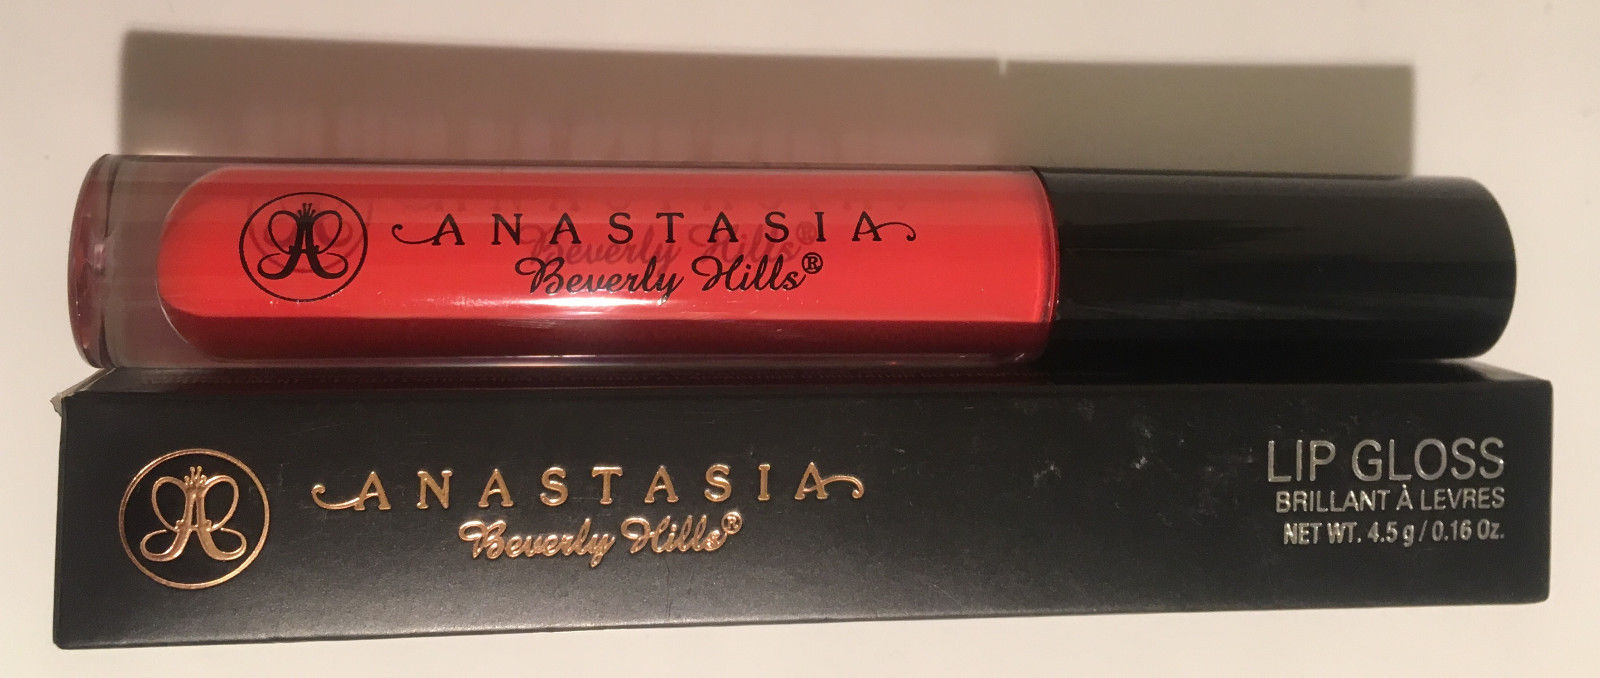 ANASTASIA
Beverly Hills®
ANASTASIA
Beverly Hills®
LIP GLOSS
BRILLANT À LEVRES
NET WT. 4.5 g / 0.16 Oz.